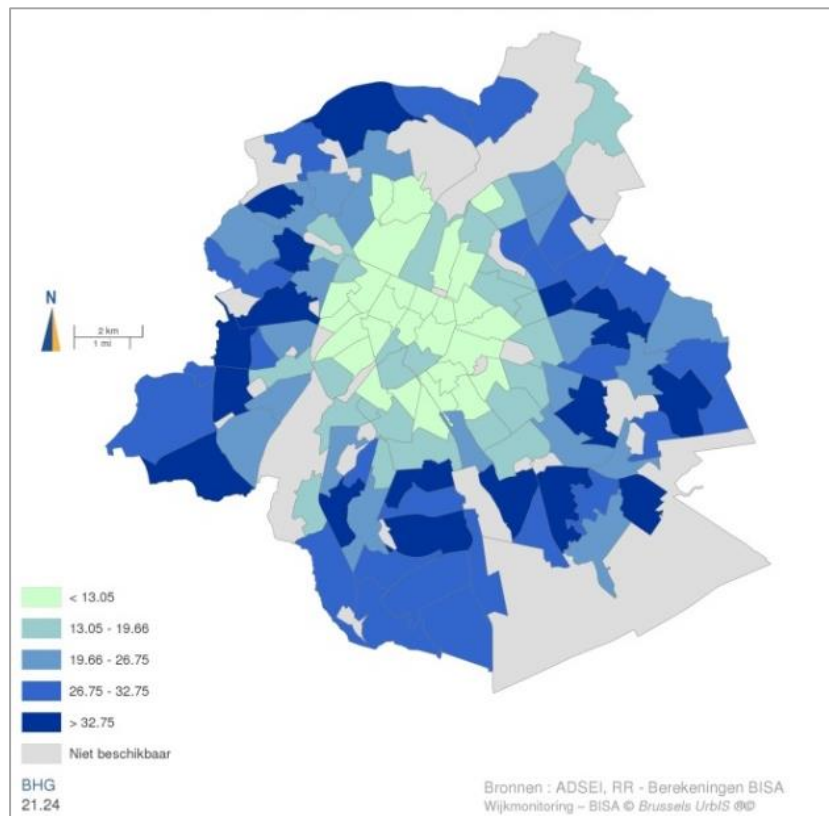 N
2 km
1 mi
< 13.05
13.05 - 19.66
19.66 - 26.75
26.75 - 32.75
> 32.75
Niet beschikbaar
BHG
21.24
Bronnen : ADSEI, RR - Berekeningen BISA
Wijkmonitoring – BISA © Brussels UrbIS ®©